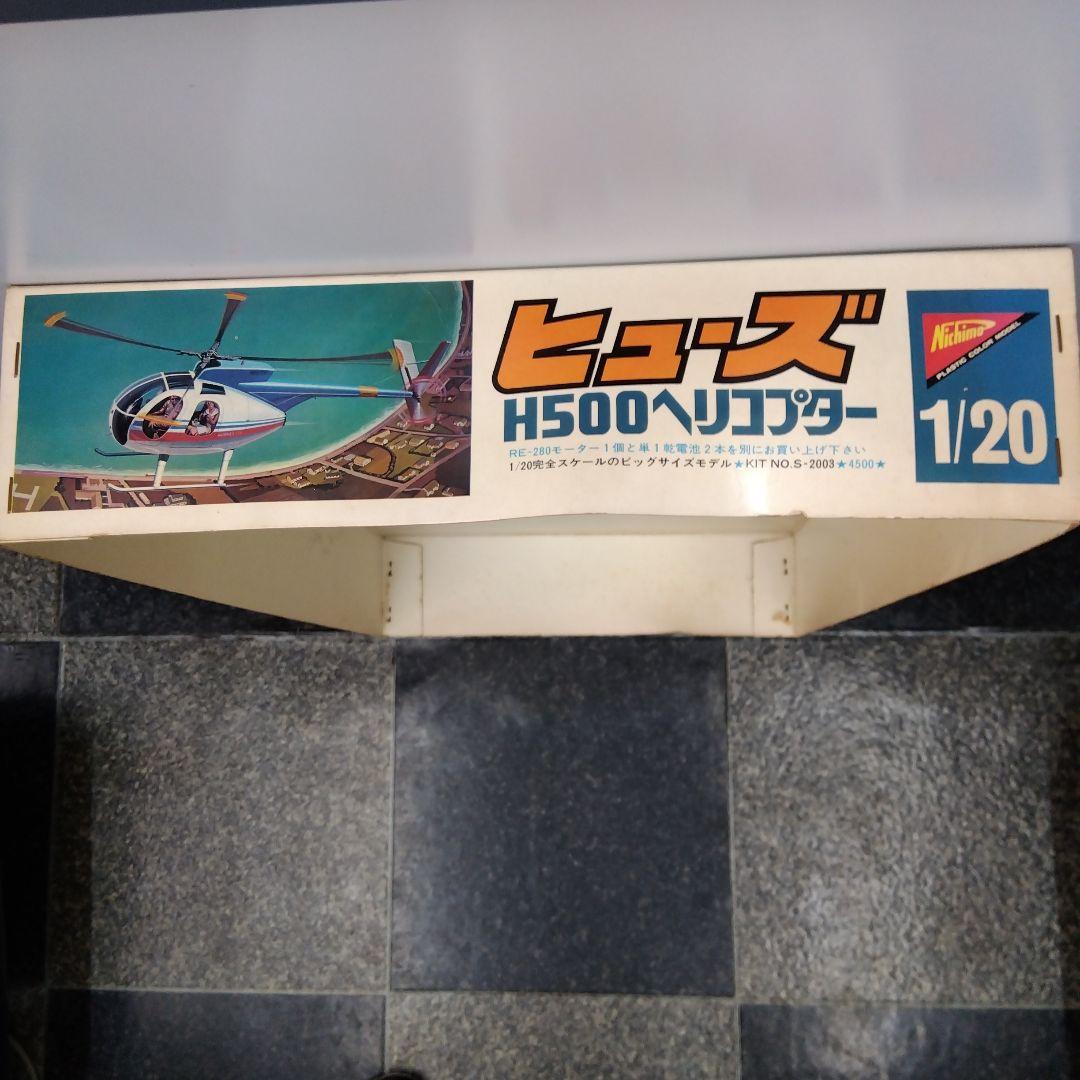 ヒューズ
H500ヘリコプター
RE-280モーター1個と単1乾電池2本を別にお買い上げ下さい
1/20完全スケールのビッグサイズモデル★KIT NO.S-2003★4500★
Nichimo
PLASTIC COLOR MODEL
1/20